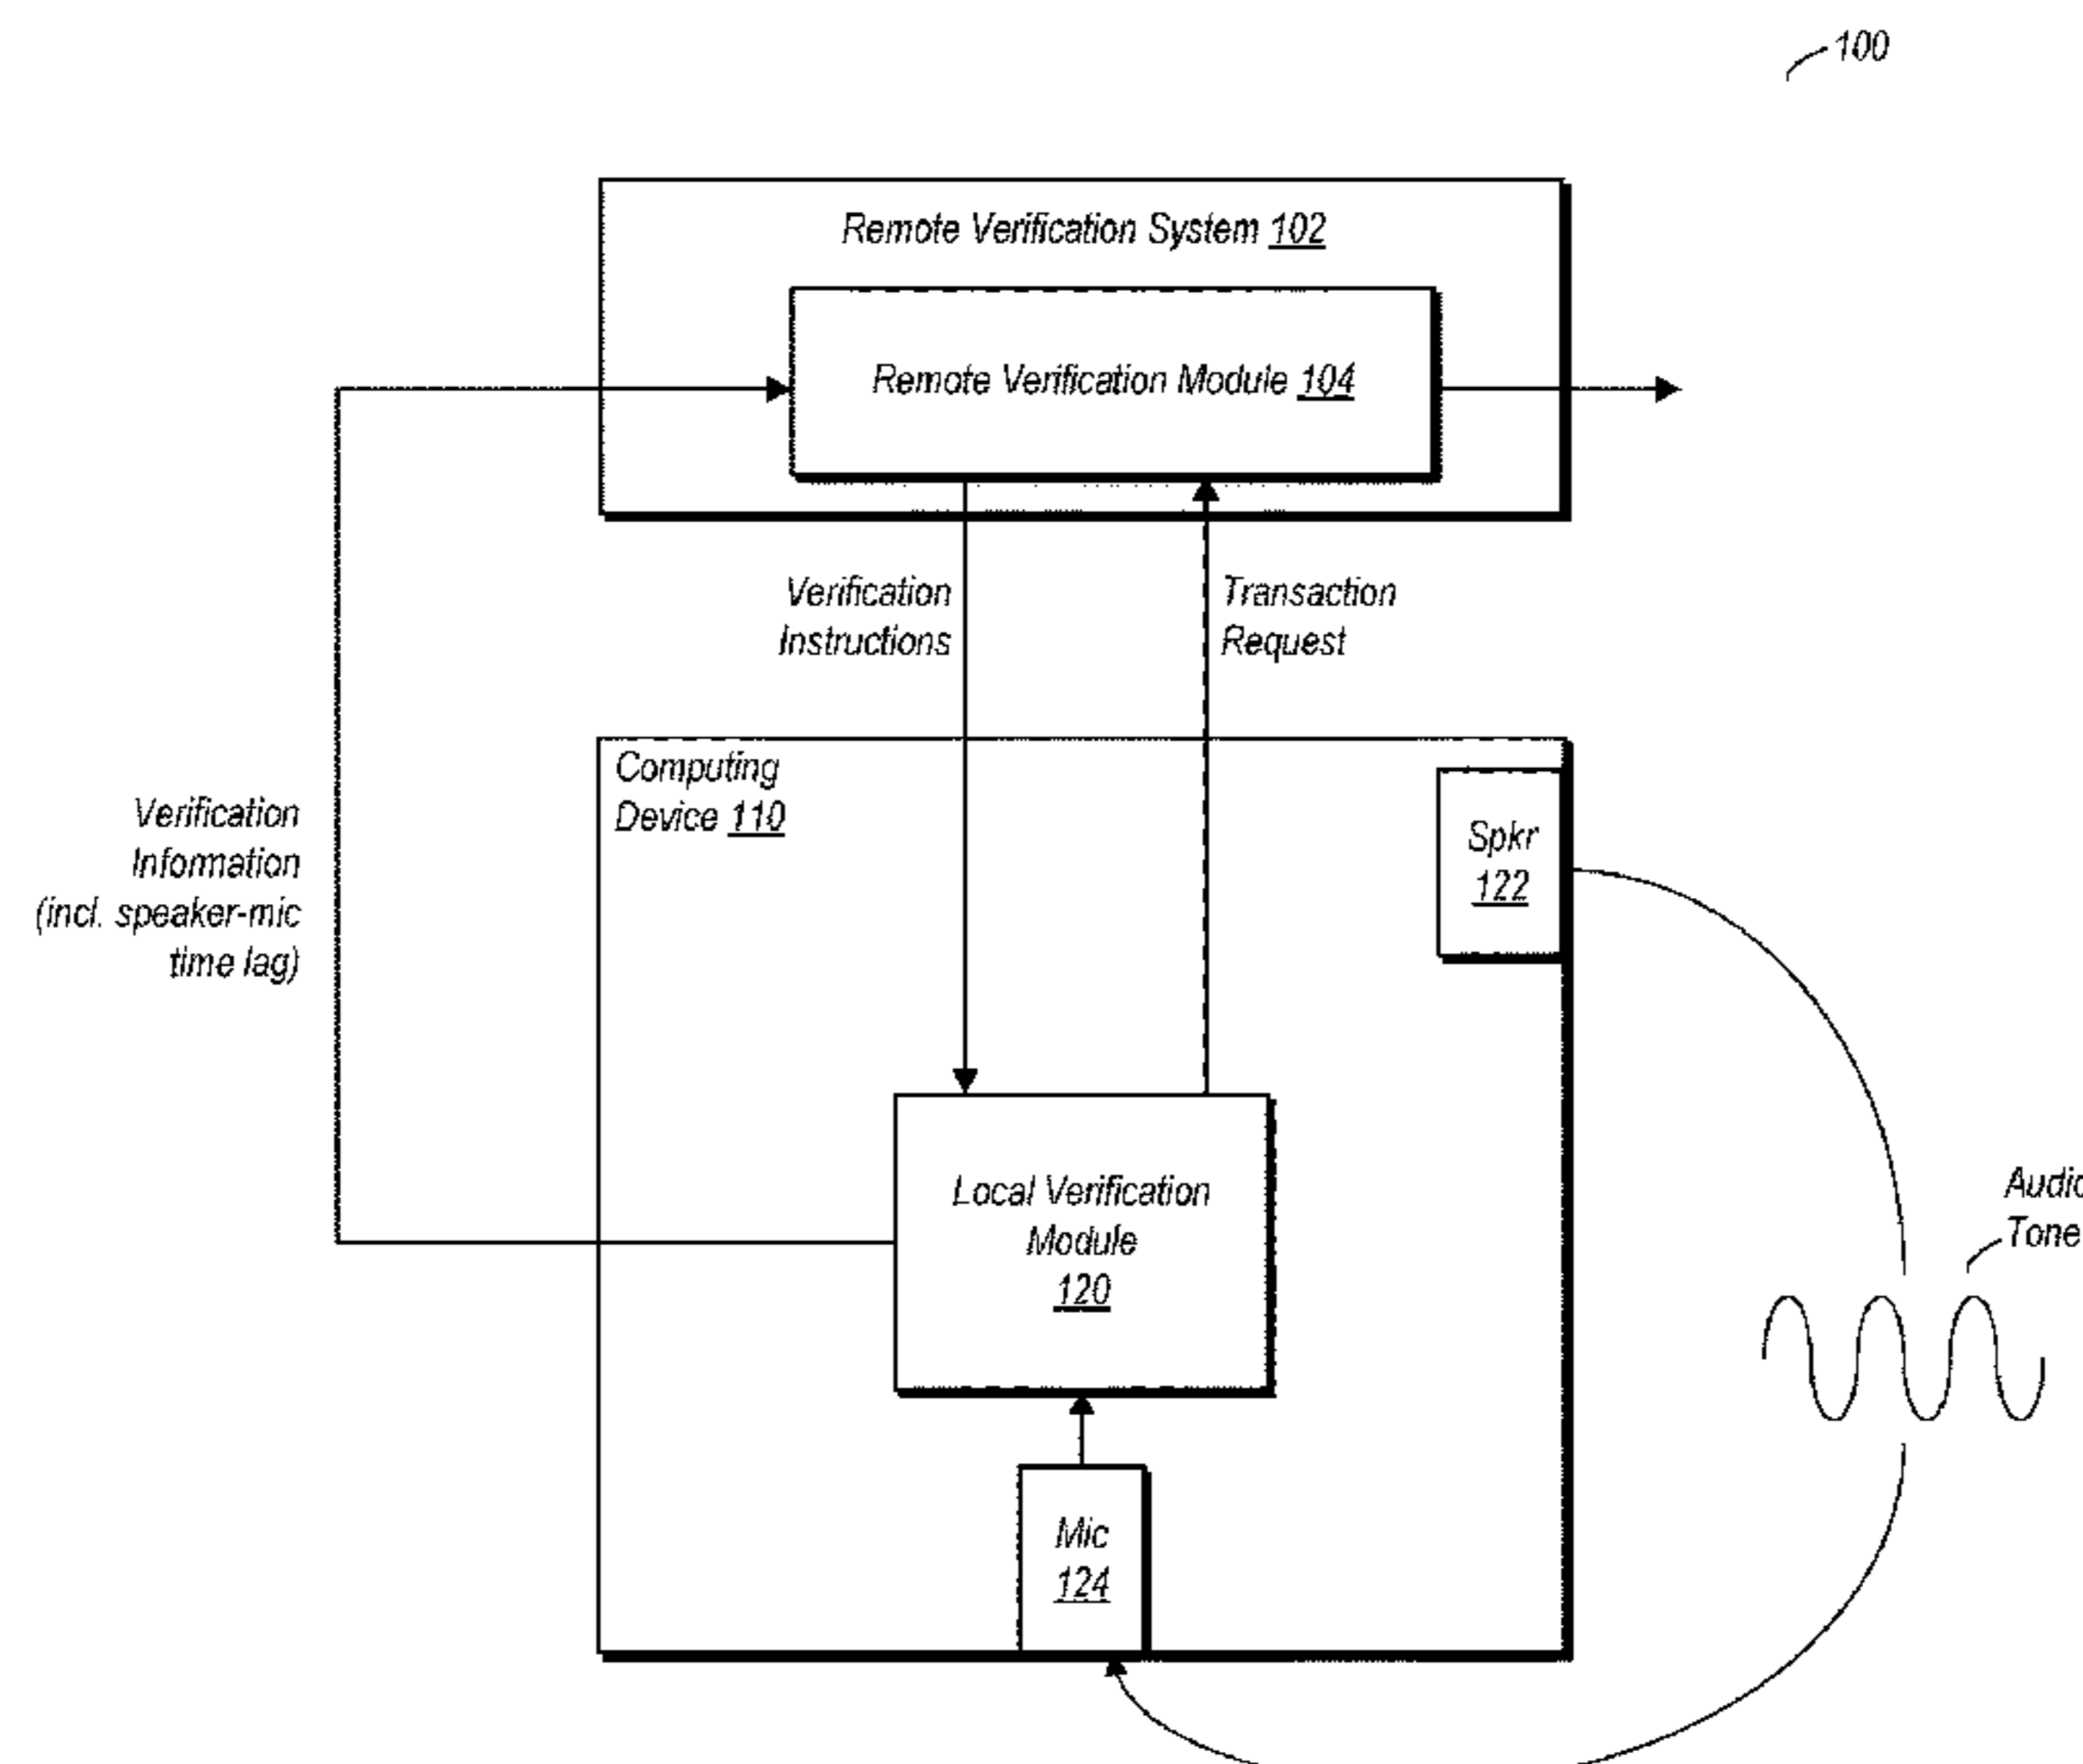 100
Remote Verification System 102
Remote Verification Module 104
Verification
Instructions
Transaction
Request
Computing
Device 110
Spkr
122
Verification
Information
(incl. speaker-mic
time lag)
Local Verification
Module
120
Audio
Tone
Mic
124